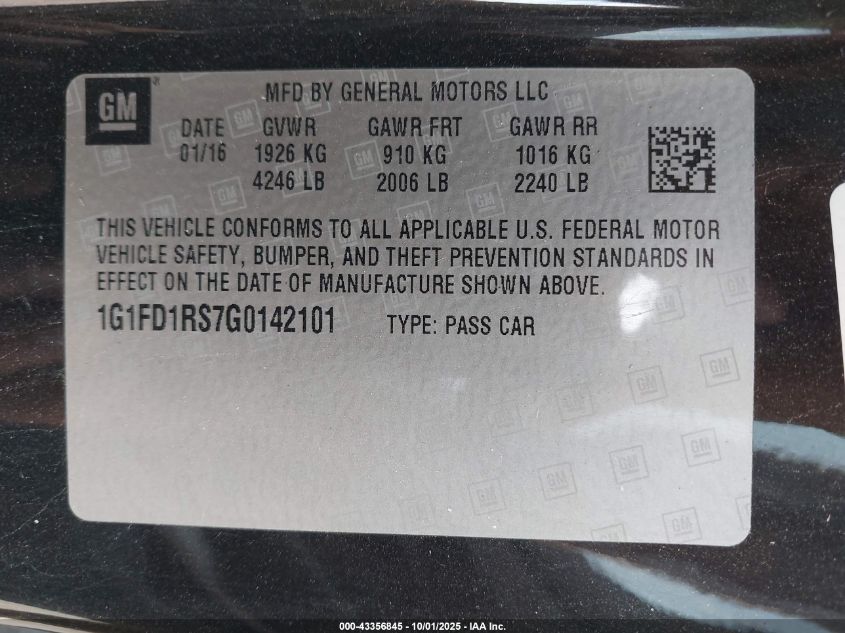 GM
MFD BY GENERAL MOTORS LLC
DATE GVWR GAWR FRT GAWR RR
01/16 1926 KG 910 KG 1016 KG
4246 LB 2006 LB 2240 LB
THIS VEHICLE CONFORMS TO ALL APPLICABLE U.S. FEDERAL MOTOR
VEHICLE SAFETY, BUMPER, AND THEFT PREVENTION STANDARDS IN
EFFECT ON THE DATE OF MANUFACTURE SHOWN ABOVE.
1G1FD1RS7G0142101 TYPE: PASS CAR
000-43356845 - 10/01/2025 - IAA Inc.